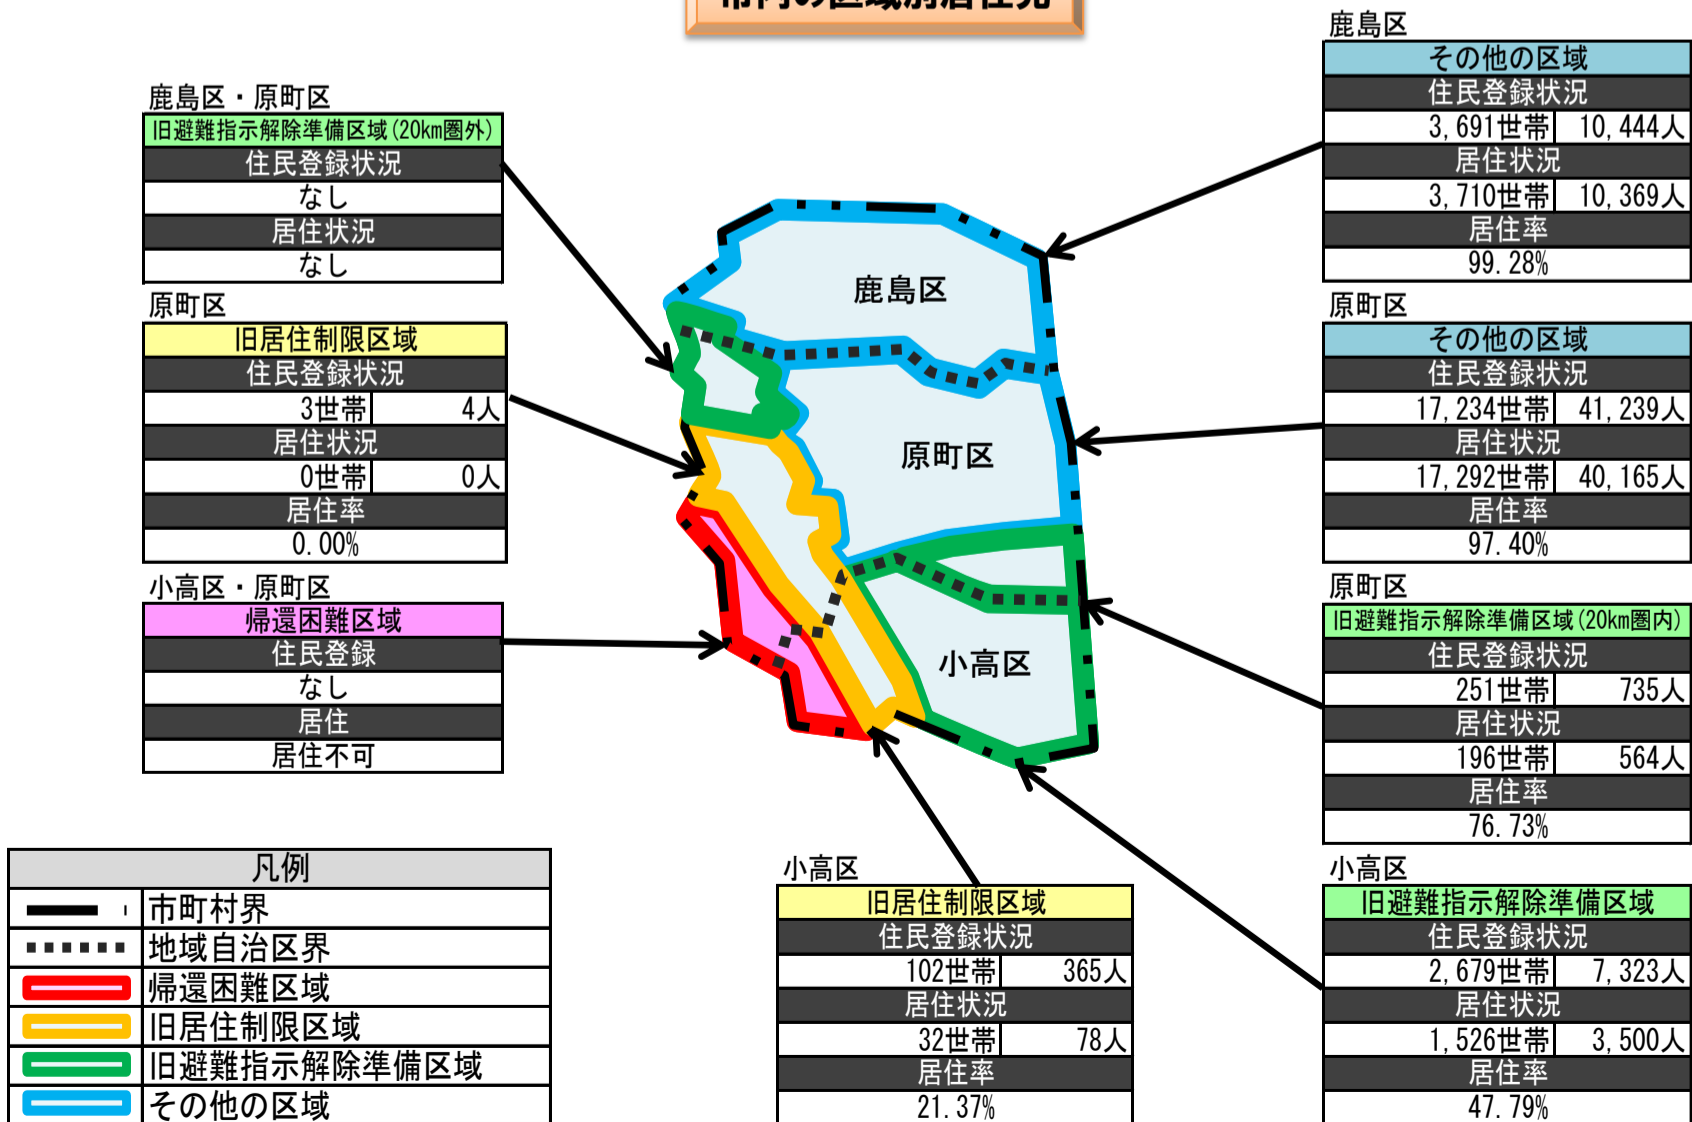 鹿島区・原町区
旧避難指示解除準備区域(20km圏外)
住民登録状況
なし
居住状況
なし
原町区
旧居住制限区域
住民登録状況
3世帯 4人
居住状況
0世帯 0人
居住率
0.00%
小高区・原町区
帰還困難区域
住民登録
なし
居住
居住不可
鹿島区
原町区
小高区
鹿島区
その他の区域
住民登録状況
3,691世帯 10,444人
居住状況
3,710世帯 10,369人
居住率
99.28%
原町区
その他の区域
住民登録状況
17,234世帯 41,239人
居住状況
17,292世帯 40,165人
居住率
97.40%
原町区
旧避難指示解除準備区域(20km圏内)
住民登録状況
251世帯 735人
居住状況
196世帯 564人
居住率
76.73%
小高区
旧避難指示解除準備区域
住民登録状況
2,679世帯 7,323人
居住状況
1,526世帯 3,500人
居住率
47.79%
小高区
旧居住制限区域
住民登録状況
102世帯 365人
居住状況
32世帯 78人
居住率
21.37%
凡例
市町村界
地域自治区界
帰還困難区域
旧居住制限区域
旧避難指示解除準備区域
その他の区域